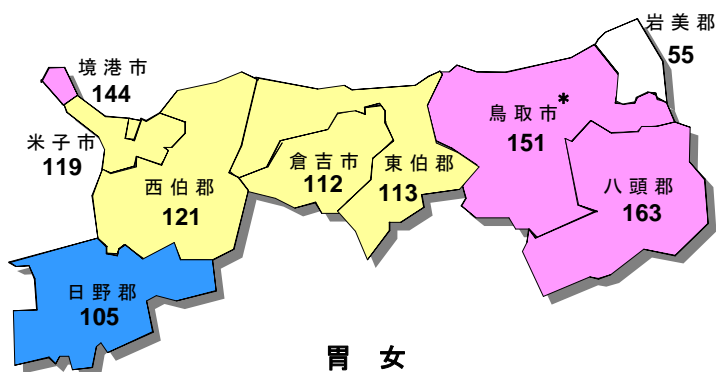 岩美郡
55
境港市
144
鳥取市*
151
米子市
119
倉吉市
112
東伯郡
113
西伯郡
121
八頭郡
163
日野郡
105
胃 女